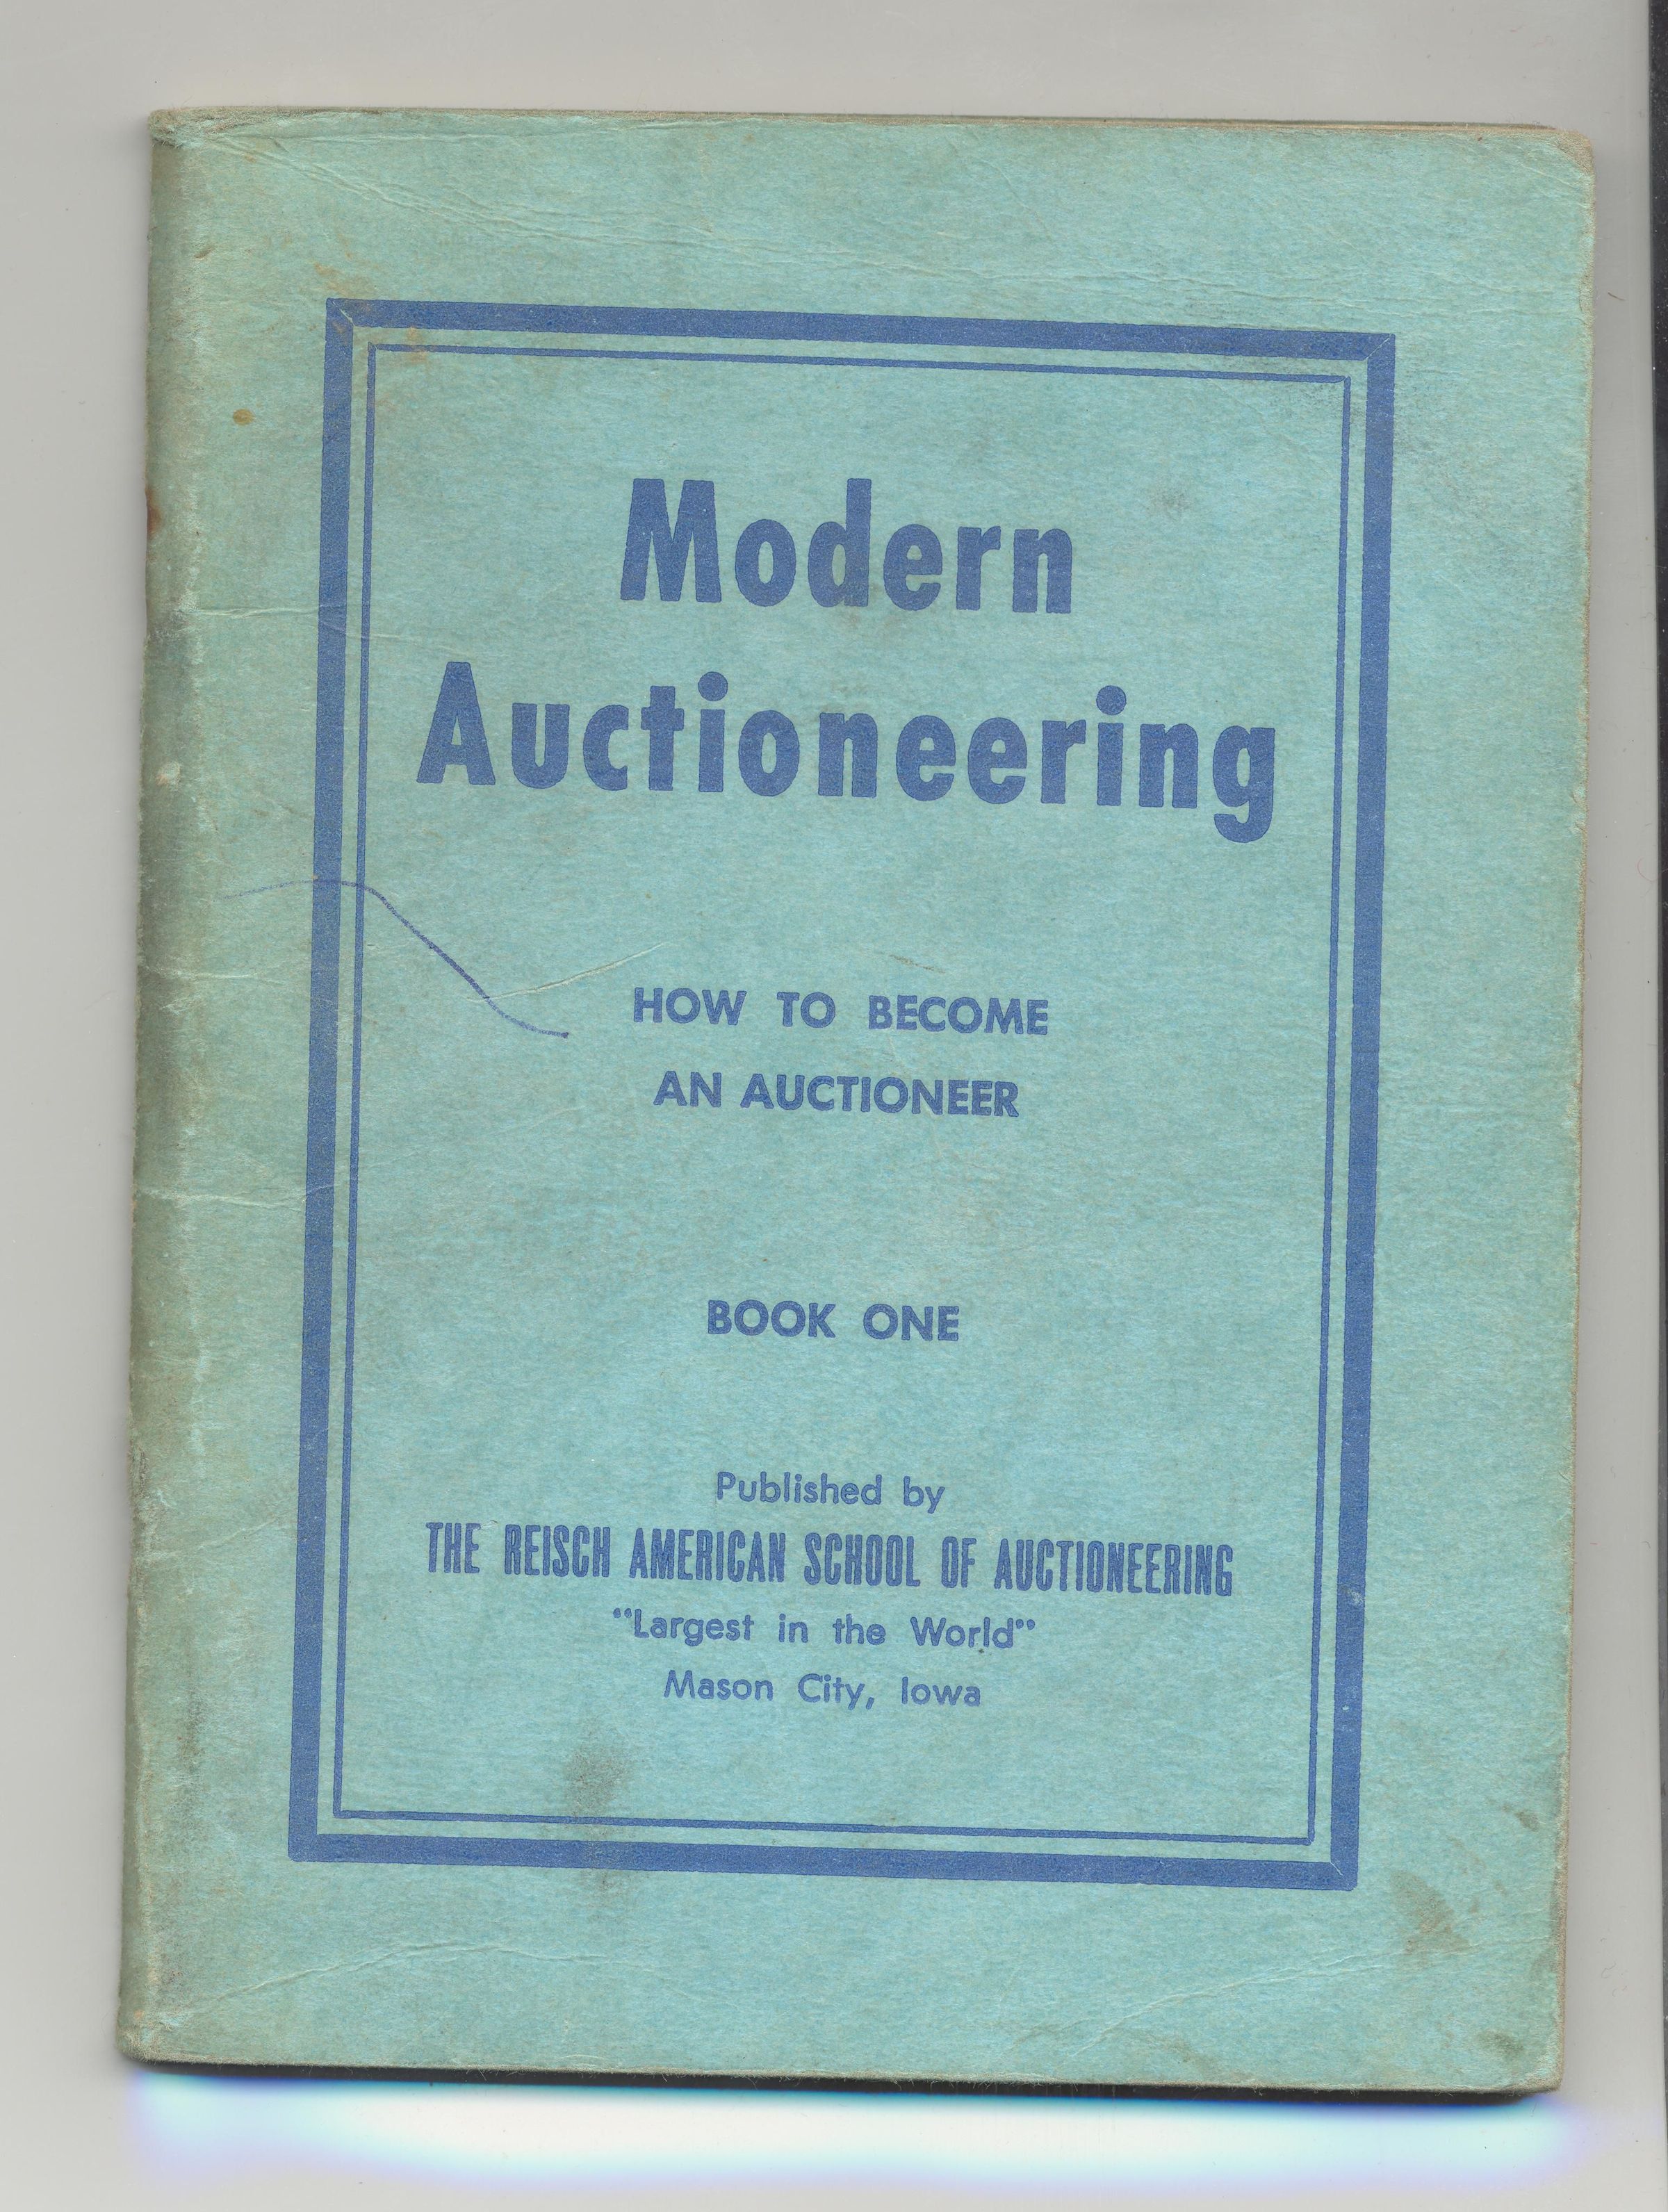 Modern
Auctioneering
HOW TO BECOME
AN AUCTIONEER
BOOK ONE
Published by
THE REISCH AMERICAN SCHOOL OF AUCTIONEERING
"Largest in the World"
Mason City, Iowa